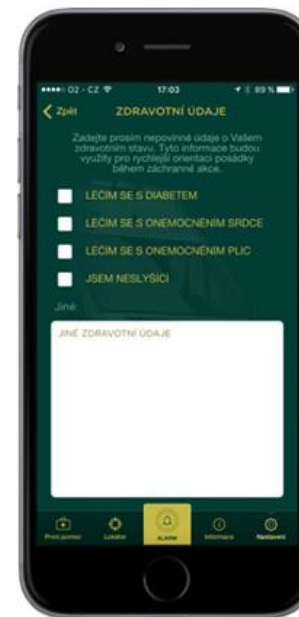 O2 - CZ 17:03 89 %
Zpět ZDRAVOTNÍ ÚDAJE
Zadejte prosím nepovinné údaje o Vašem
zdravotním stavu. Tyto informace budou
využity pro rychlejší orientaci posádky
během záchranné akce.
LÉČÍM SE S DIABETEM
LÉČÍM SE S ONEMOCNĚNÍM SRDCE
LÉČÍM SE S ONEMOCNĚNÍM PLIC
JSEM NESLYŠÍCÍ
Jiné:
JINÉ ZDRAVOTNÍ ÚDAJE
První pomoc Lokátor ALARM Informace Nastavení